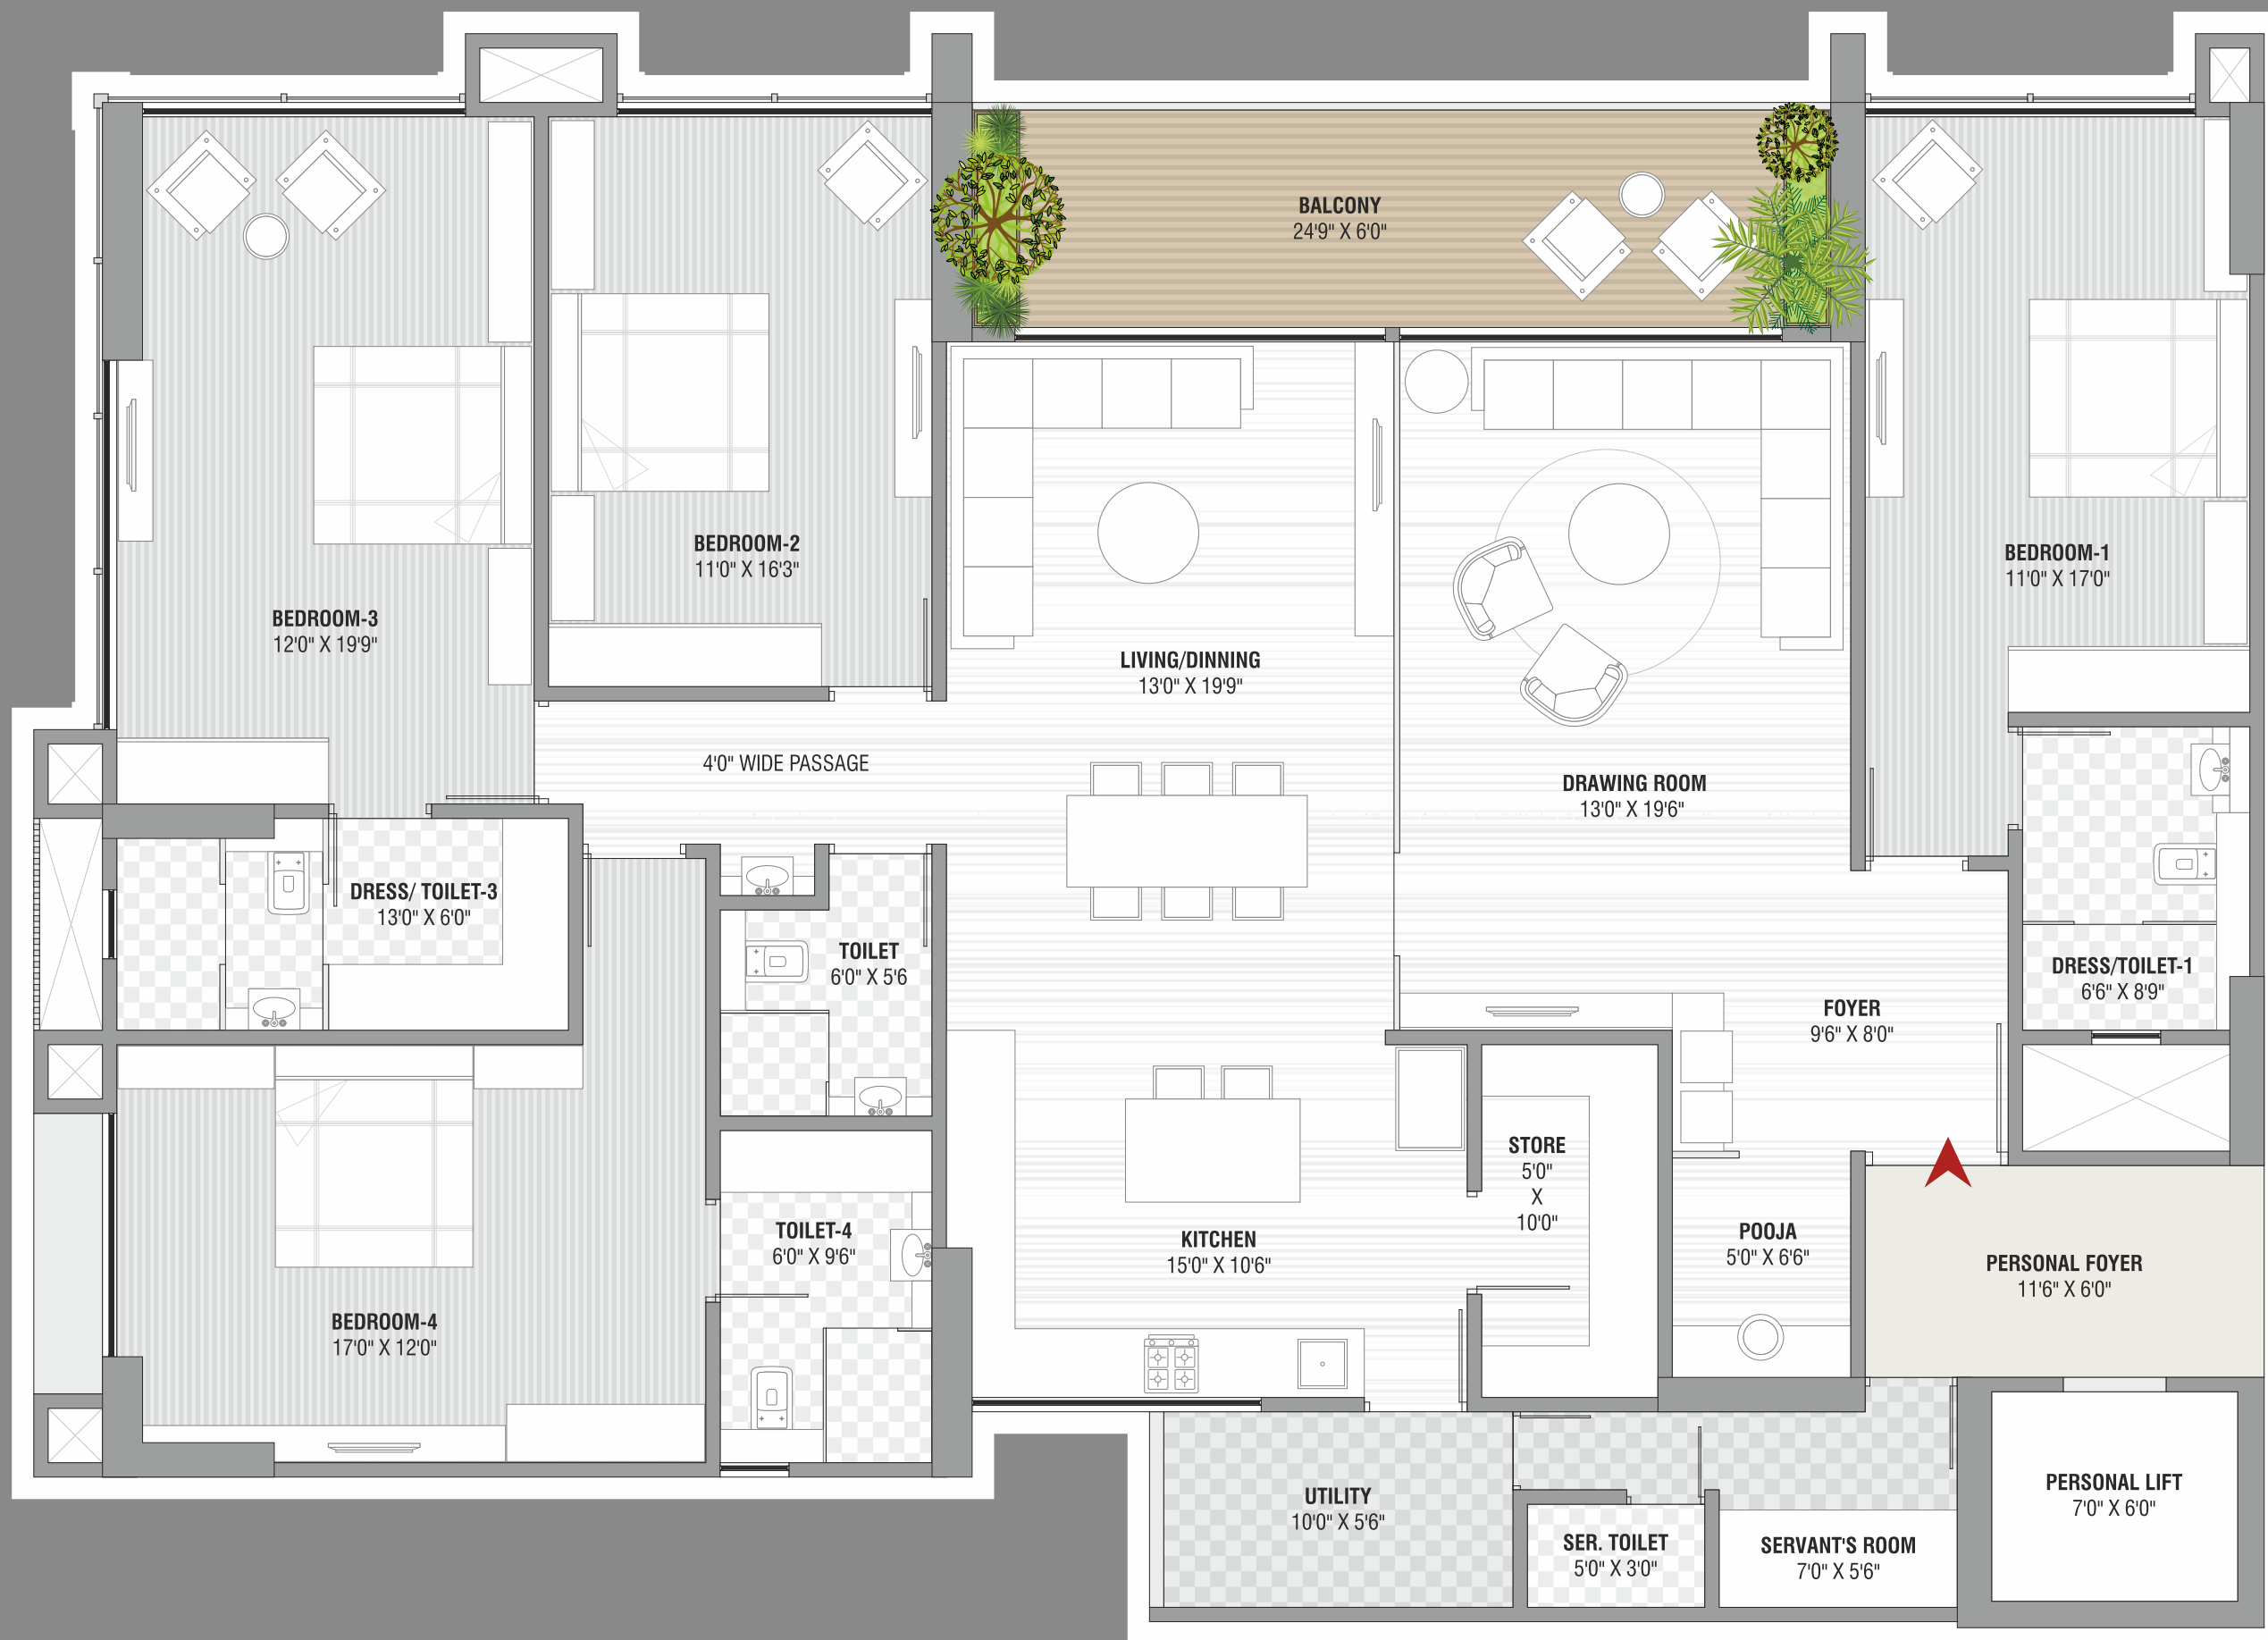 BALCONY
24'9" X 6'0"
BEDROOM-2
11'0" X 16'3"
BEDROOM-1
11'0" X 17'0"
BEDROOM-3
12'0" X 19'9"
LIVING/DINNING
13'0" X 19'9"
4'0" WIDE PASSAGE
DRAWING ROOM
13'0" X 19'6"
DRESS/ TOILET-3
13'0" X 6'0"
TOILET
6'0" X 5'6
DRESS/TOILET-1
6'6" X 8'9"
FOYER
9'6" X 8'0"
STORE
5'0"
X
10'0"
TOILET-4
6'0" X 9'6"
KITCHEN
15'0" X 10'6"
POOJA
5'0" X 6'6"
PERSONAL FOYER
11'6" X 6'0"
BEDROOM-4
17'0" X 12'0"
UTILITY
10'0" X 5'6"
PERSONAL LIFT
7'0" X 6'0"
SER. TOILET
5'0" X 3'0"
SERVANT'S ROOM
7'0" X 5'6"